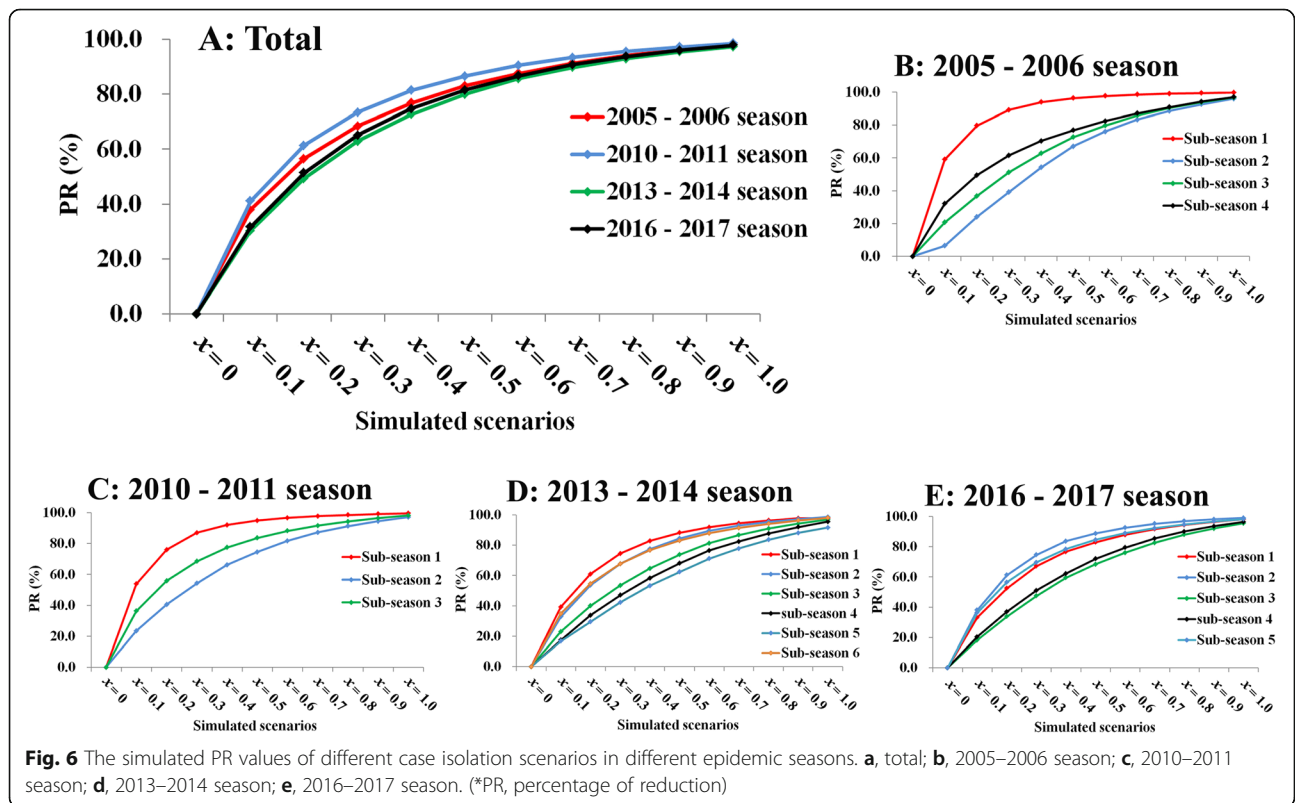 A: Total
100.0
80.0
60.0
40.0
20.0
0.0
PR (%)
2005 - 2006 season
2010 - 2011 season
2013 - 2014 season
2016 - 2017 season
x = 0
x = 0.1
x = 0.2
x = 0.3
x = 0.4
x = 0.5
x = 0.6
x = 0.7
x = 0.8
x = 0.9
x = 1.0
Simulated scenarios
B: 2005 - 2006 season
100.0
80.0
60.0
40.0
20.0
0.0
PR (%)
Sub-season 1
Sub-season 2
Sub-season 3
Sub-season 4
x = 0
x = 0.1
x = 0.2
x = 0.3
x = 0.4
x = 0.5
x = 0.6
x = 0.7
x = 0.8
x = 0.9
x = 1.0
Simulated scenarios
C: 2010 - 2011 season
100.0
80.0
60.0
40.0
20.0
0.0
PR (%)
Sub-season 1
Sub-season 2
Sub-season 3
x = 0
x = 0.1
x = 0.2
x = 0.3
x = 0.4
x = 0.5
x = 0.6
x = 0.7
x = 0.8
x = 0.9
x = 1.0
Simulated scenarios
D: 2013 - 2014 season
100.0
80.0
60.0
40.0
20.0
0.0
PR (%)
Sub-season 1
Sub-season 2
Sub-season 3
sub-season 4
Sub-season 5
Sub-season 6
x = 0
x = 0.1
x = 0.2
x = 0.3
x = 0.4
x = 0.5
x = 0.6
x = 0.7
x = 0.8
x = 0.9
x = 1.0
Simulated scenarios
E: 2016 - 2017 season
100.0
80.0
60.0
40.0
20.0
0.0
PR (%)
Sub-season 1
Sub-season 2
Sub-season 3
sub-season 4
Sub-season 5
x = 0
x = 0.1
x = 0.2
x = 0.3
x = 0.4
x = 0.5
x = 0.6
x = 0.7
x = 0.8
x = 0.9
x = 1.0
Simulated scenarios
Fig. 6 The simulated PR values of different case isolation scenarios in different epidemic seasons. a, total; b, 2005–2006 season; c, 2010–2011
season; d, 2013–2014 season; e, 2016–2017 season. (*PR, percentage of reduction)